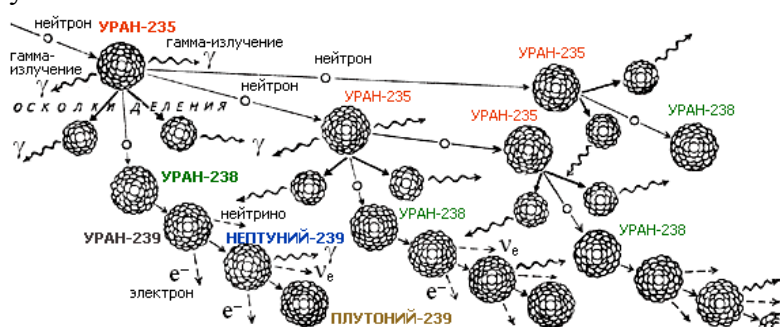 УРАН-235
нейтрон
гамма-излучение
γ
гамма-
излучение
γ
нейтрон
УРАН-235
нейтрон
УРАН-235
УРАН-235
ОСКОЛКИ ДЕЛЕНИЯ
УРАН-238
γ
γ
УРАН-238
нейтрино
УРАН-238
УРАН-239
НЕПТУНИЙ-239
УРАН-238
γ
νe
νe
e⁻
электрон
e⁻
e⁻
ПЛУТОНИЙ-239